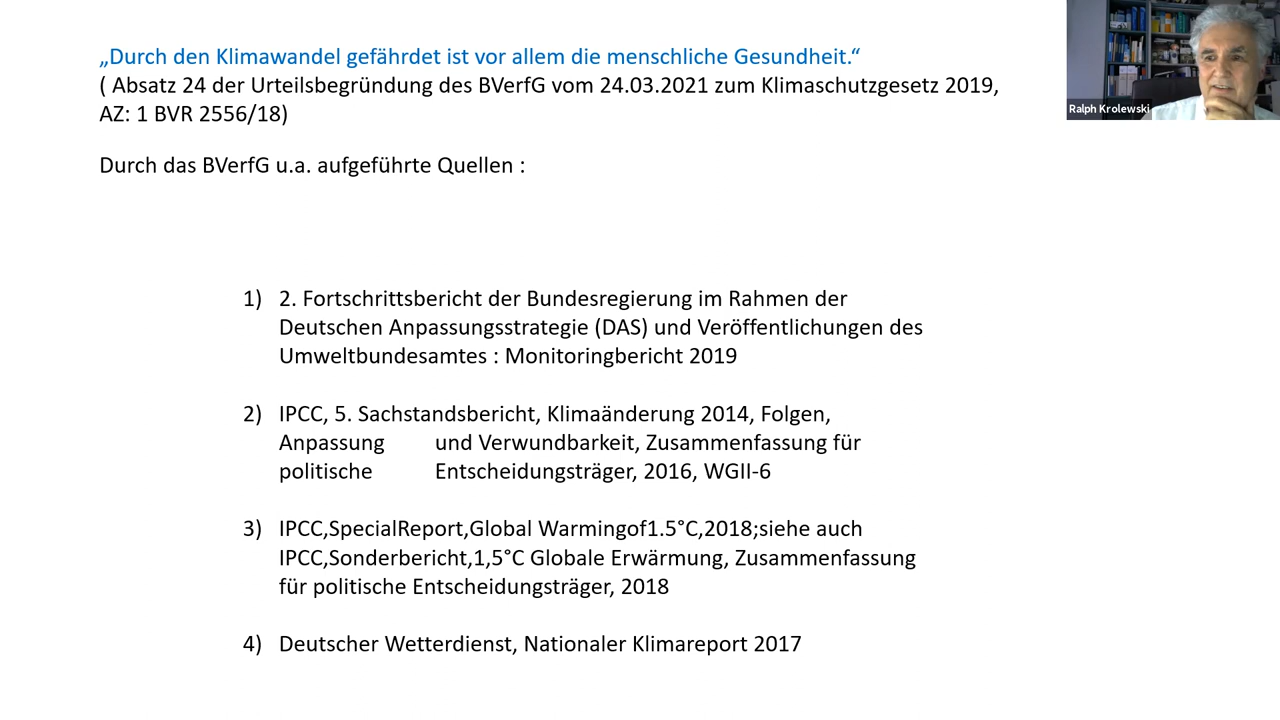 „Durch den Klimawandel gefährdet ist vor allem die menschliche Gesundheit.“
( Absatz 24 der Urteilsbegründung des BVerfG vom 24.03.2021 zum Klimaschutzgesetz 2019,
AZ: 1 BVR 2556/18)
Ralph Krolewski
Durch das BVerfG u.a. aufgeführte Quellen :
1) 2. Fortschrittsbericht der Bundesregierung im Rahmen der
Deutschen Anpassungsstrategie (DAS) und Veröffentlichungen des
Umweltbundesamtes : Monitoringbericht 2019
2) IPCC, 5. Sachstandsbericht, Klimaänderung 2014, Folgen,
Anpassung und Verwundbarkeit, Zusammenfassung für
politische Entscheidungsträger, 2016, WGII-6
3) IPCC,SpecialReport,Global Warmingof1.5°C,2018;siehe auch
IPCC,Sonderbericht,1,5°C Globale Erwärmung, Zusammenfassung
für politische Entscheidungsträger, 2018
4) Deutscher Wetterdienst, Nationaler Klimareport 2017